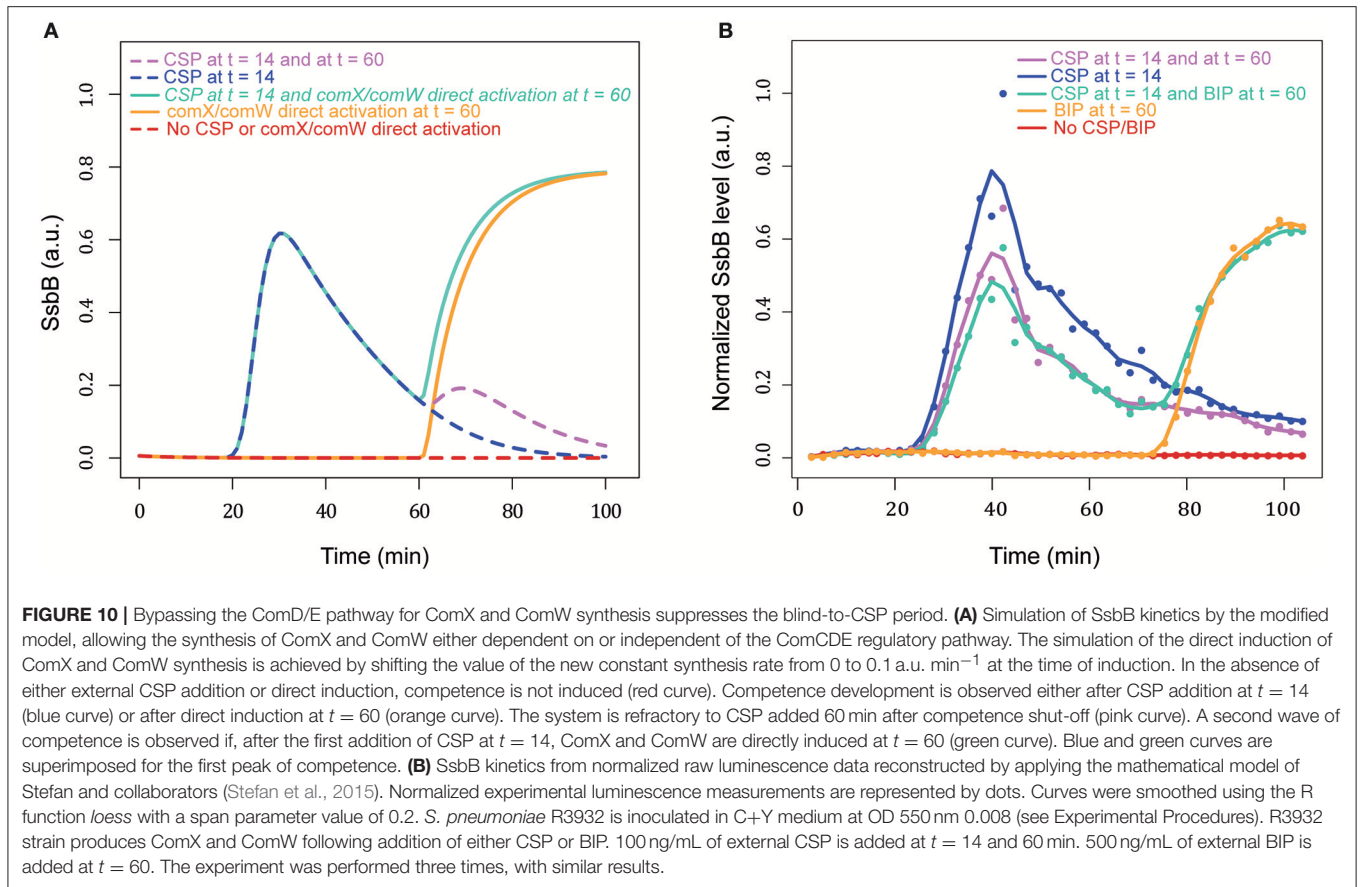 A
CSP at t = 14 and at t = 60
CSP at t = 14
CSP at t = 14 and comX/comW direct activation at t = 60
comX/comW direct activation at t = 60
No CSP or comX/comW direct activation
SsbB (a.u.)
1.0
0.8
0.6
0.4
0.2
0.0
0 20 40 60 80 100
Time (min)
B
CSP at t = 14 and at t = 60
CSP at t = 14
CSP at t = 14 and BIP at t = 60
BIP at t = 60
No CSP/BIP
Normalized SsbB level (a.u.)
1.0
0.8
0.6
0.4
0.2
0.0
0 20 40 60 80 100
Time (min)
FIGURE 10 | Bypassing the ComD/E pathway for ComX and ComW synthesis suppresses the blind-to-CSP period. (A) Simulation of SsbB kinetics by the modified
model, allowing the synthesis of ComX and ComW either dependent on or independent of the ComCDE regulatory pathway. The simulation of the direct induction of
ComX and ComW synthesis is achieved by shifting the value of the new constant synthesis rate from 0 to 0.1 a.u. min⁻¹ at the time of induction. In the absence of
either external CSP addition or direct induction, competence is not induced (red curve). Competence development is observed either after CSP addition at t = 14
(blue curve) or after direct induction at t = 60 (orange curve). The system is refractory to CSP added 60 min after competence shut-off (pink curve). A second wave of
competence is observed if, after the first addition of CSP at t = 14, ComX and ComW are directly induced at t = 60 (green curve). Blue and green curves are
superimposed for the first peak of competence. (B) SsbB kinetics from normalized raw luminescence data reconstructed by applying the mathematical model of
Stefan and collaborators (Stefan et al., 2015). Normalized experimental luminescence measurements are represented by dots. Curves were smoothed using the R
function loess with a span parameter value of 0.2. S. pneumoniae R3932 is inoculated in C+Y medium at OD 550 nm 0.008 (see Experimental Procedures). R3932
strain produces ComX and ComW following addition of either CSP or BIP. 100 ng/mL of external CSP is added at t = 14 and 60 min. 500 ng/mL of external BIP is
added at t = 60. The experiment was performed three times, with similar results.